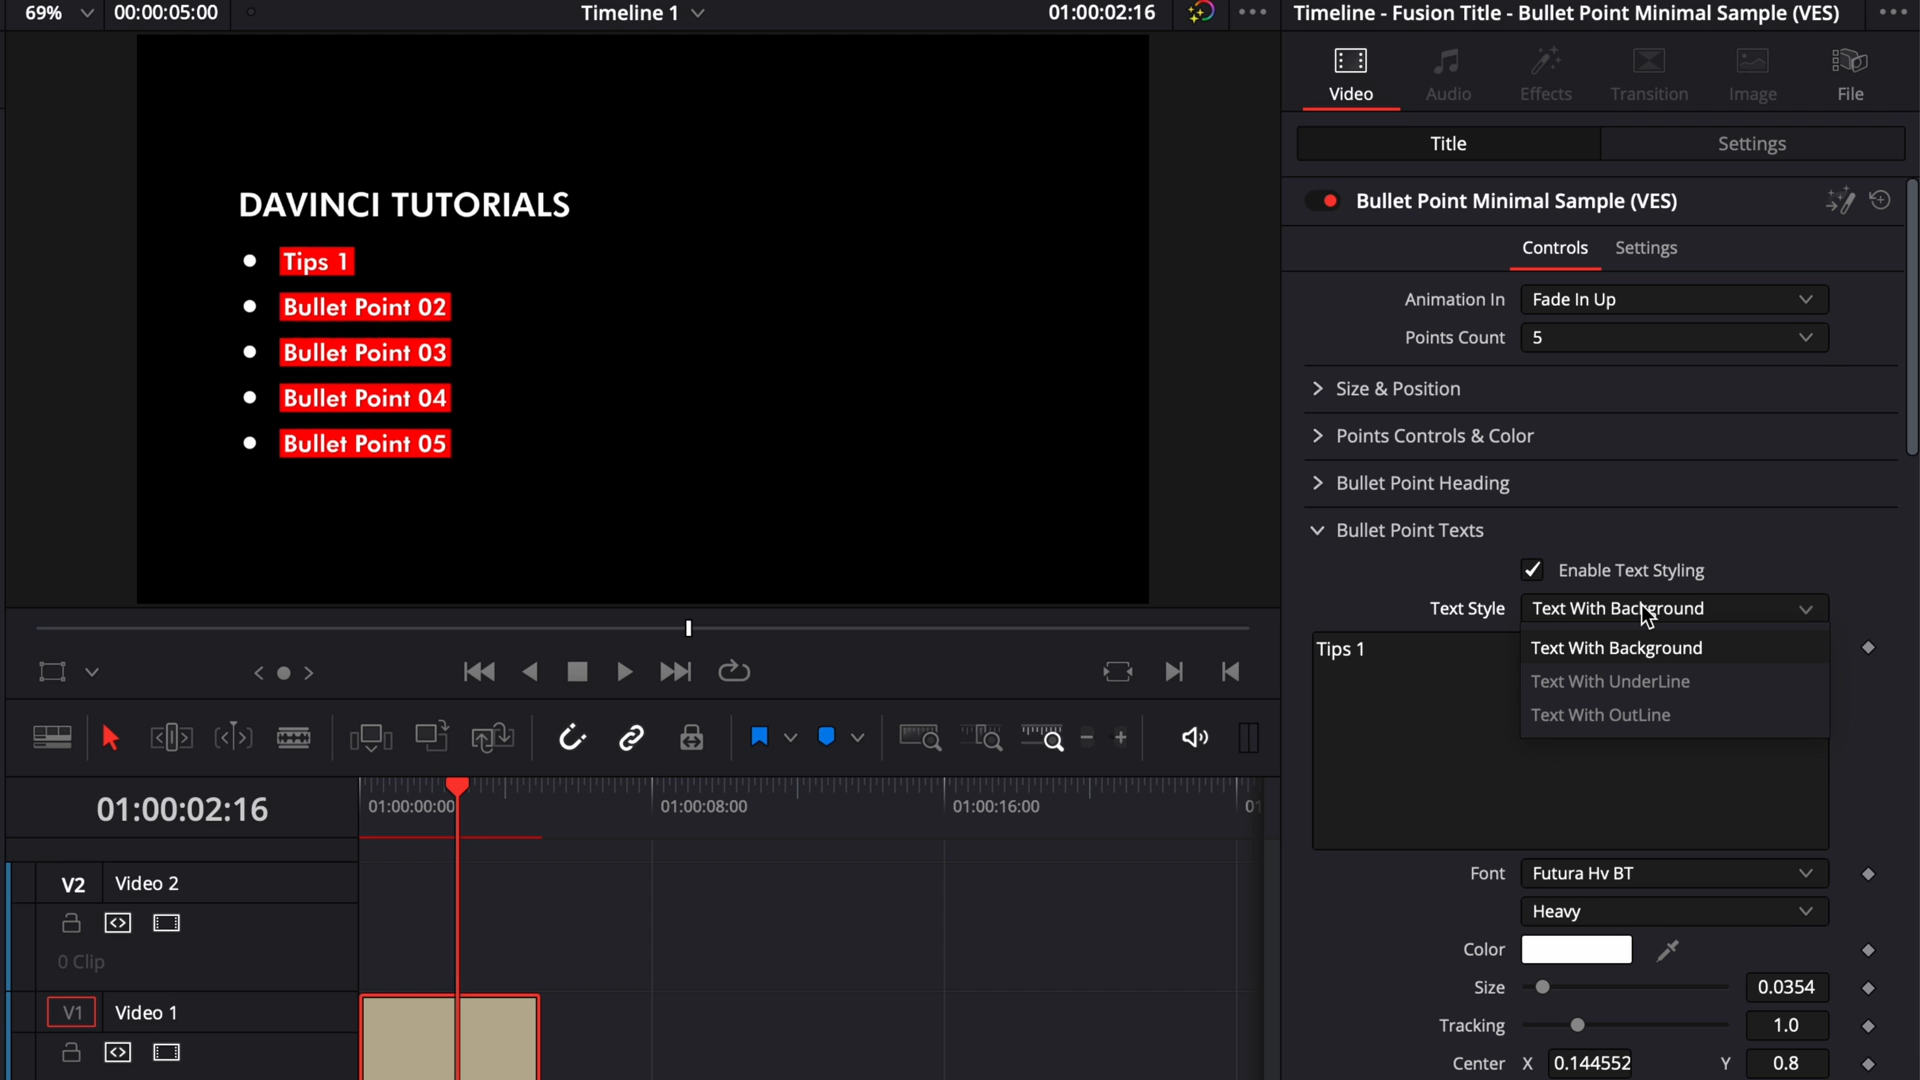 69%
00:00:05:00
Timeline 1
01:00:02:16
Timeline - Fusion Title - Bullet Point Minimal Sample (VES)
Video
Audio
Effects
Transition
Image
File
Title
Settings
DAVINCI TUTORIALS
Tips 1
Bullet Point 02
Bullet Point 03
Bullet Point 04
Bullet Point 05
Bullet Point Minimal Sample (VES)
Controls
Settings
Animation In
Fade In Up
Points Count
5
Size & Position
Points Controls & Color
Bullet Point Heading
Bullet Point Texts
Enable Text Styling
Text Style
Text With Background
Tips 1
Text With Background
Text With UnderLine
Text With OutLine
Font
Futura Hv BT
Heavy
Color
Size
0.0354
Tracking
1.0
Center
X
0.144552
Y
0.8
01:00:02:16
01:00:00:00
01:00:08:00
01:00:16:00
V2
Video 2
0 Clip
V1
Video 1